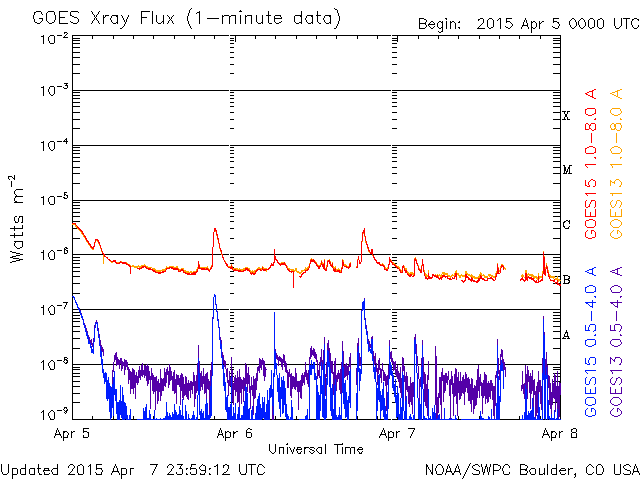 GOES Xray Flux (1-minute data)
Begin: 2015 Apr 5 0000 UTC
10-2
10-3
10-4
10-5
10-6
10-7
10-8
10-9
Watts m-2
X
M
C
B
A
GOES15 1.0-8.0 A
GOES13 1.0-8.0 A
GOES15 0.5-4.0 A
GOES13 0.5-4.0 A
Apr 5
Apr 6
Apr 7
Apr 8
Universal Time
Updated 2015 Apr 7 23:59:12 UTC
NOAA/SWPC Boulder, CO USA